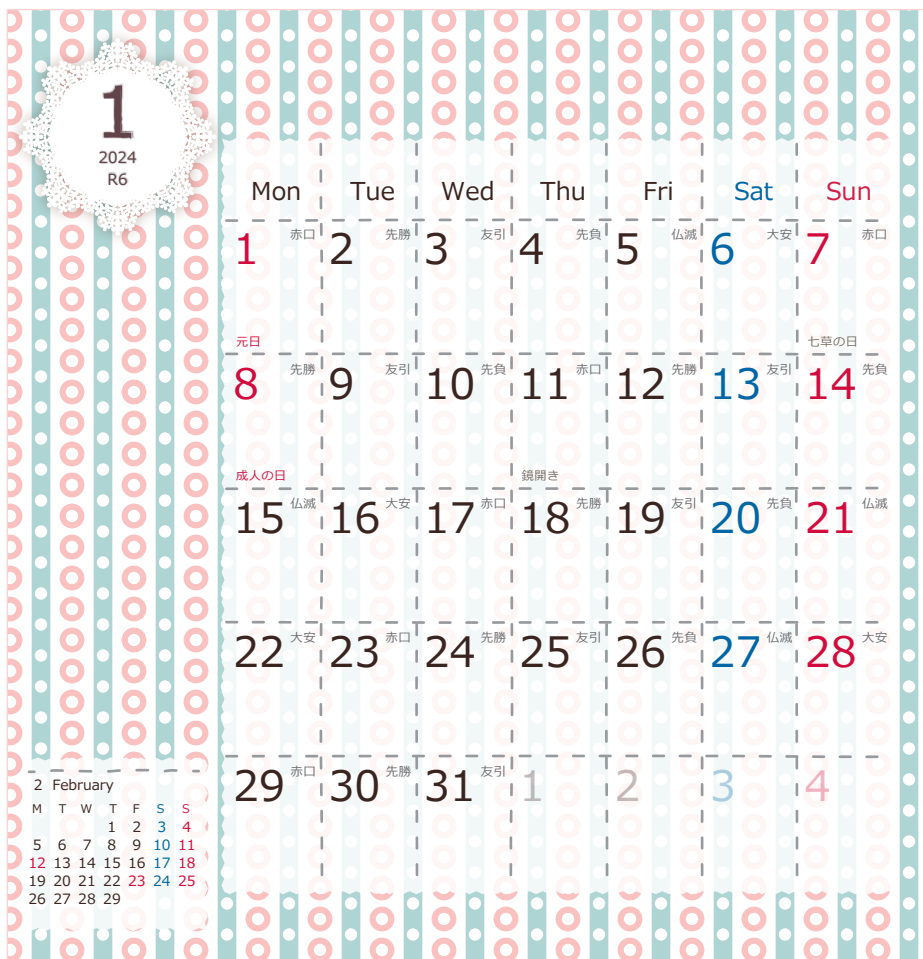 1
2024
R6
Mon Tue Wed Thu Fri Sat Sun
1 赤口 2 先勝 3 友引 4 先負 5 仏滅 6 大安 7 赤口
元日 七草の日
8 先勝 9 友引 10 先負 11 赤口 12 先勝 13 友引 14 先負
成人の日 鏡開き
15 仏滅 16 大安 17 赤口 18 先勝 19 友引 20 先負 21 仏滅
22 大安 23 赤口 24 先勝 25 友引 26 先負 27 仏滅 28 大安
29 赤口 30 先勝 31 友引 1 2 3 4
2 February
M T W T F S S
1 2 3 4
5 6 7 8 9 10 11
12 13 14 15 16 17 18
19 20 21 22 23 24 25
26 27 28 29